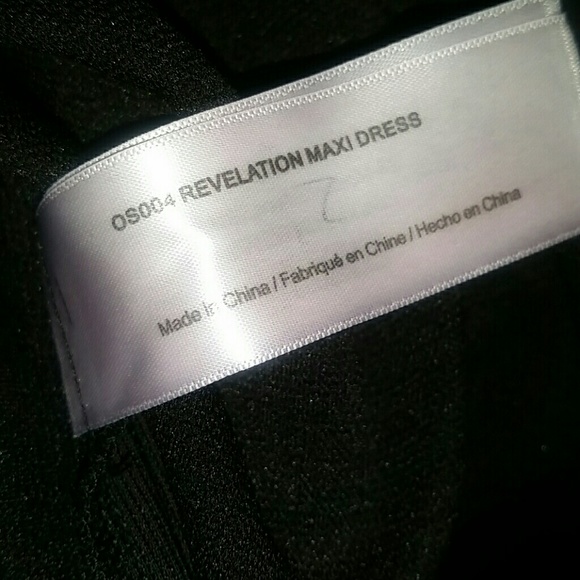 OS004 REVELATION MAXI DRESS
Made in China / Fabriqué en Chine / Hecho en China